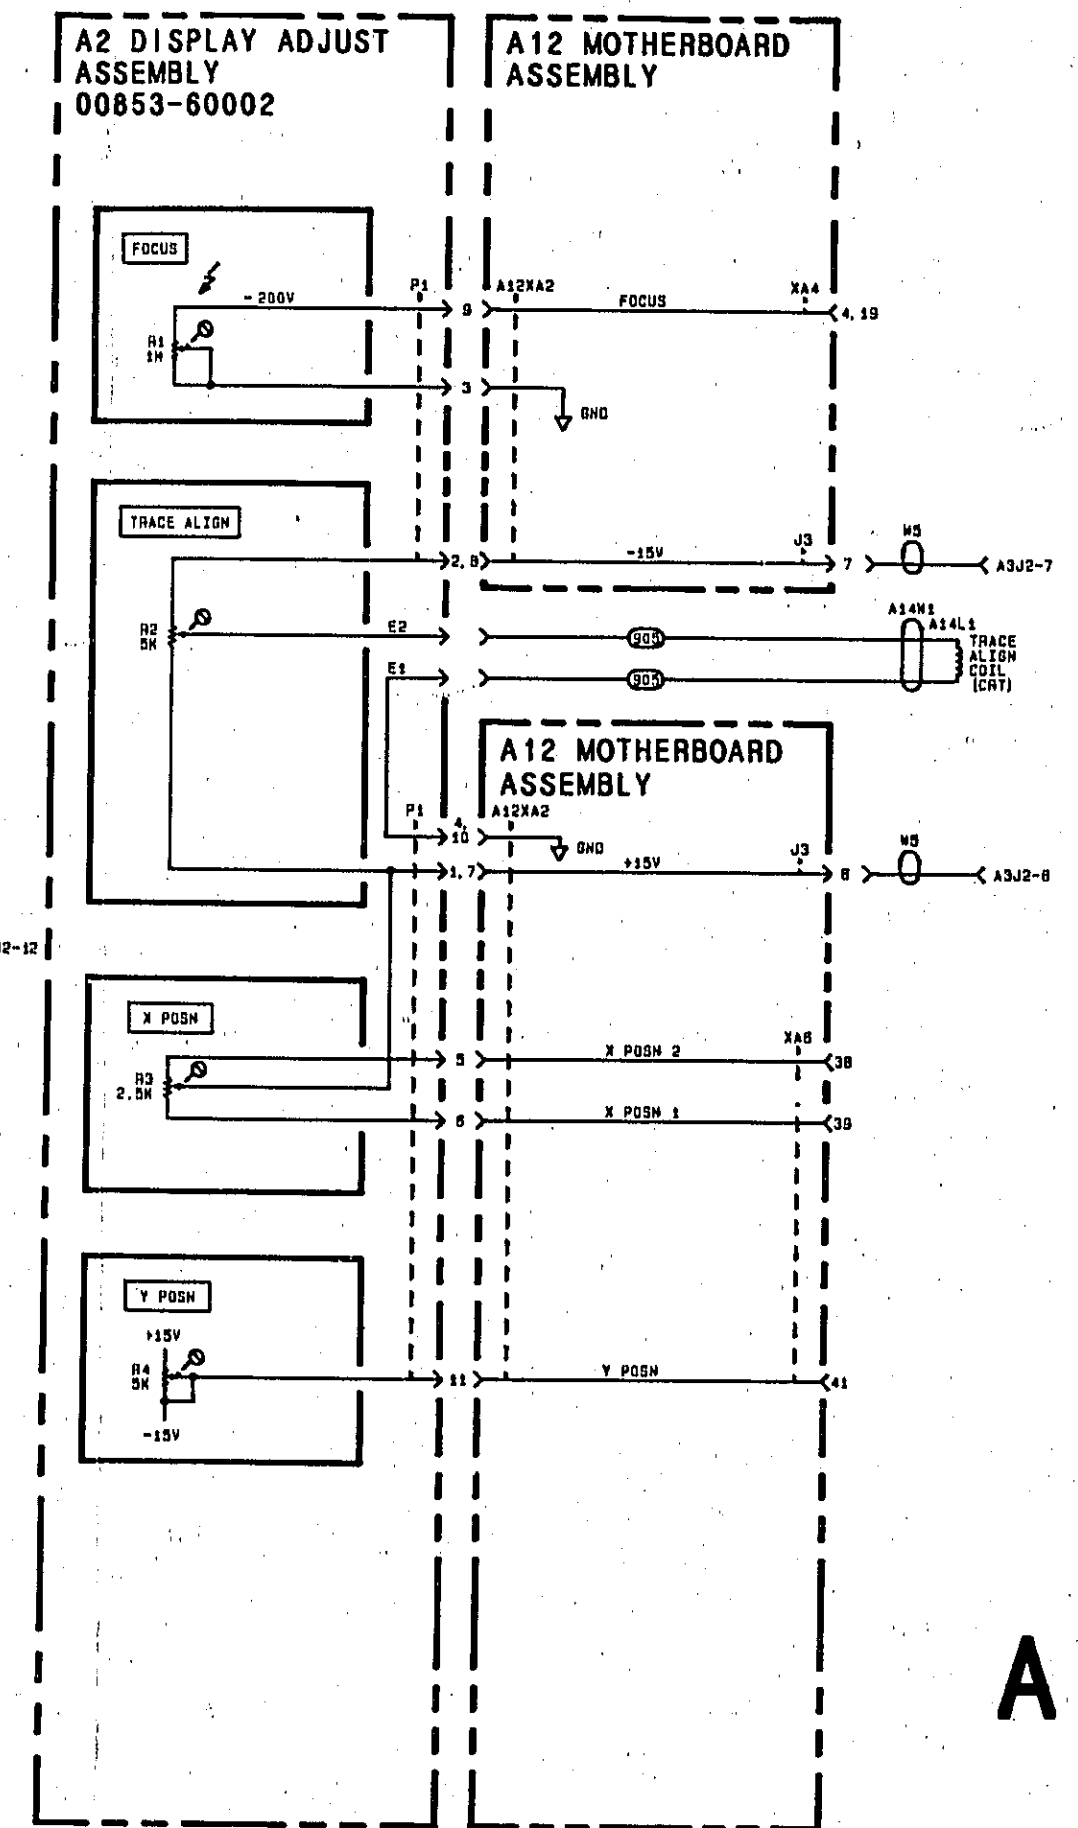 A2 DISPLAY ADJUST
ASSEMBLY
00853-60002
A12 MOTHERBOARD
ASSEMBLY
FOCUS
-200V
R1
1M
P1
9
A12XA2
FOCUS
XA4
4, 19
3
GND
TRACE ALIGN
2, 8
-15V
J3
7
W5
A3J2-7
R2
5K
E2
905
A14W1
A14L1
TRACE
ALIGN
COIL
(CRT)
E1
905
A12 MOTHERBOARD
ASSEMBLY
P1
4,
10
A12XA2
GND
1, 7
+15V
J3
W5
2-12
X POSN
R3
2.5K
5
X POSN 2
XA6
38
6
X POSN 1
39
Y POSN
+15V
R4
5K
-15V
11
Y POSN
41
A